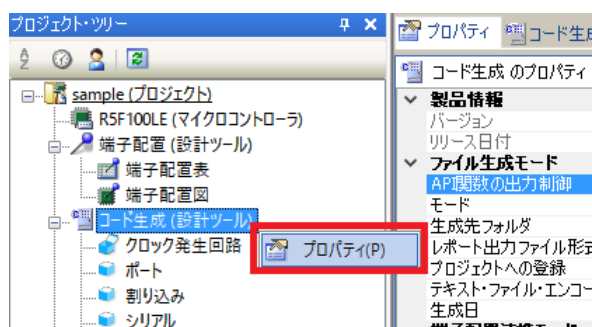 プロジェクト・ツリー
sample (プロジェクト)
R5F100LE (マイクロコントローラ)
端子配置 (設計ツール)
端子配置表
端子配置図
コード生成 (設計ツール)
クロック発生回路
ポート
割り込み
シリアル
プロパティ(P)
プロパティ
コード生成
コード生成 のプロパティ
製品情報
バージョン
リリース日付
ファイル生成モード
API関数の出力制御
モード
生成先フォルダ
レポート出力ファイル形式
プロジェクトへの登録
テキスト・ファイル・エンコー
生成日